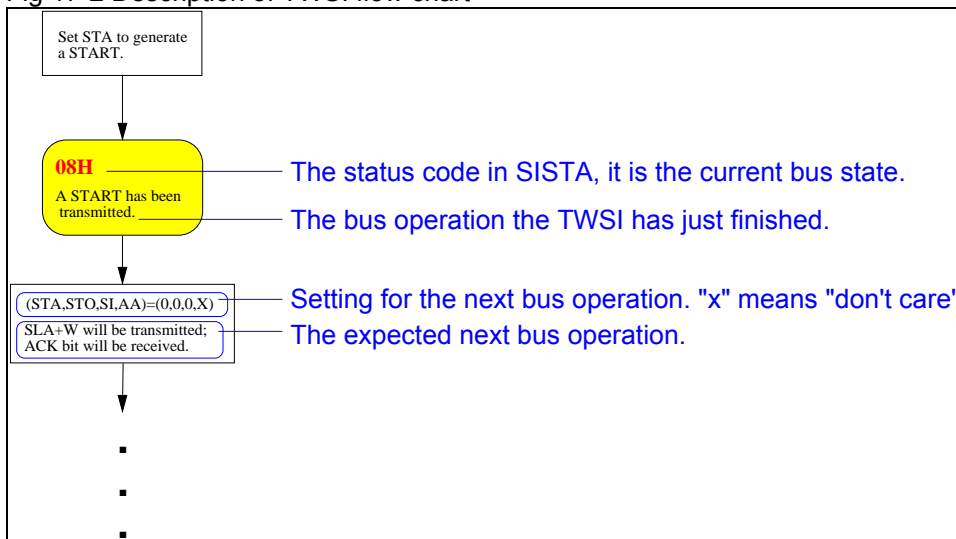 Set STA to generate
a START.
08H
The status code in SISTA, it is the current bus state.
A START has been
transmitted.
The bus operation the TWSI has just finished.
(STA,STO,SI,AA)=(0,0,0,X)
Setting for the next bus operation. "x" means "don't care'
SLA+W will be transmitted;
ACK bit will be received.
The expected next bus operation.